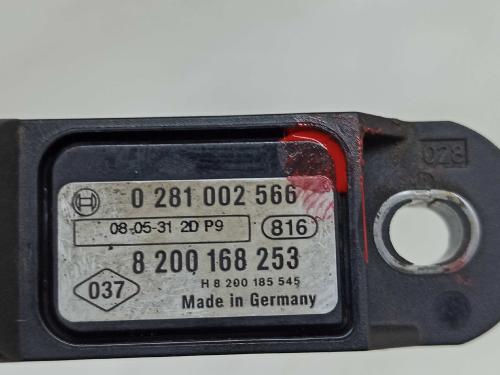 0 281 002 566
08-05-31 2D P9
816
8 200 168 253
037
H 8 200 185 545
Made in Germany
028